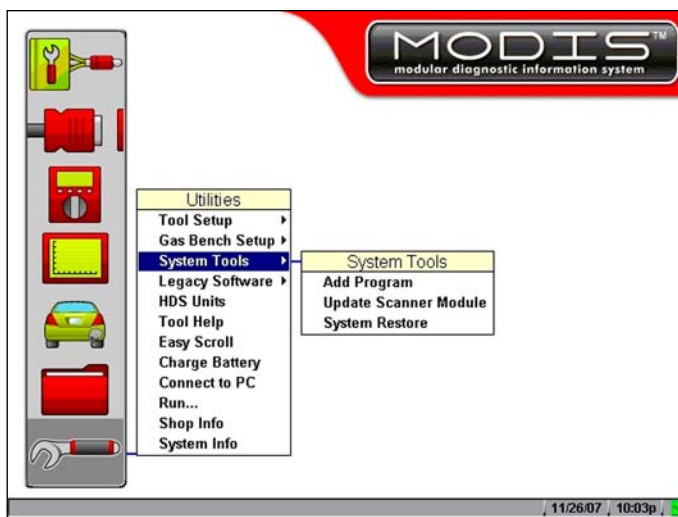 MODIS™
modular diagnostic information system
Utilities
Tool Setup
Gas Bench Setup
System Tools
Legacy Software
HDS Units
Tool Help
Easy Scroll
Charge Battery
Connect to PC
Run...
Shop Info
System Info
System Tools
Add Program
Update Scanner Module
System Restore
11/26/07 10:03p